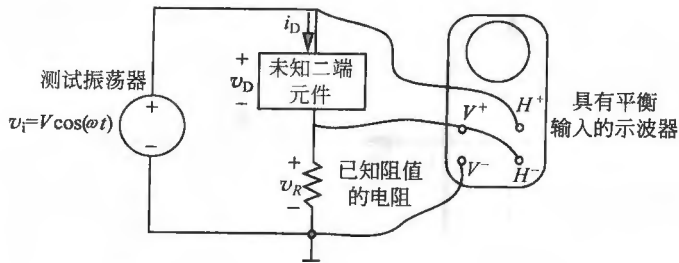 i_D
+
v_D
−
未知二端
元件
测试振荡器
v_i=Vcos(ωt)
+
−
+
v_R
−
已知阻值
的电阻
V⁺
H⁺
V⁻
H⁻
具有平衡
输入的示波器